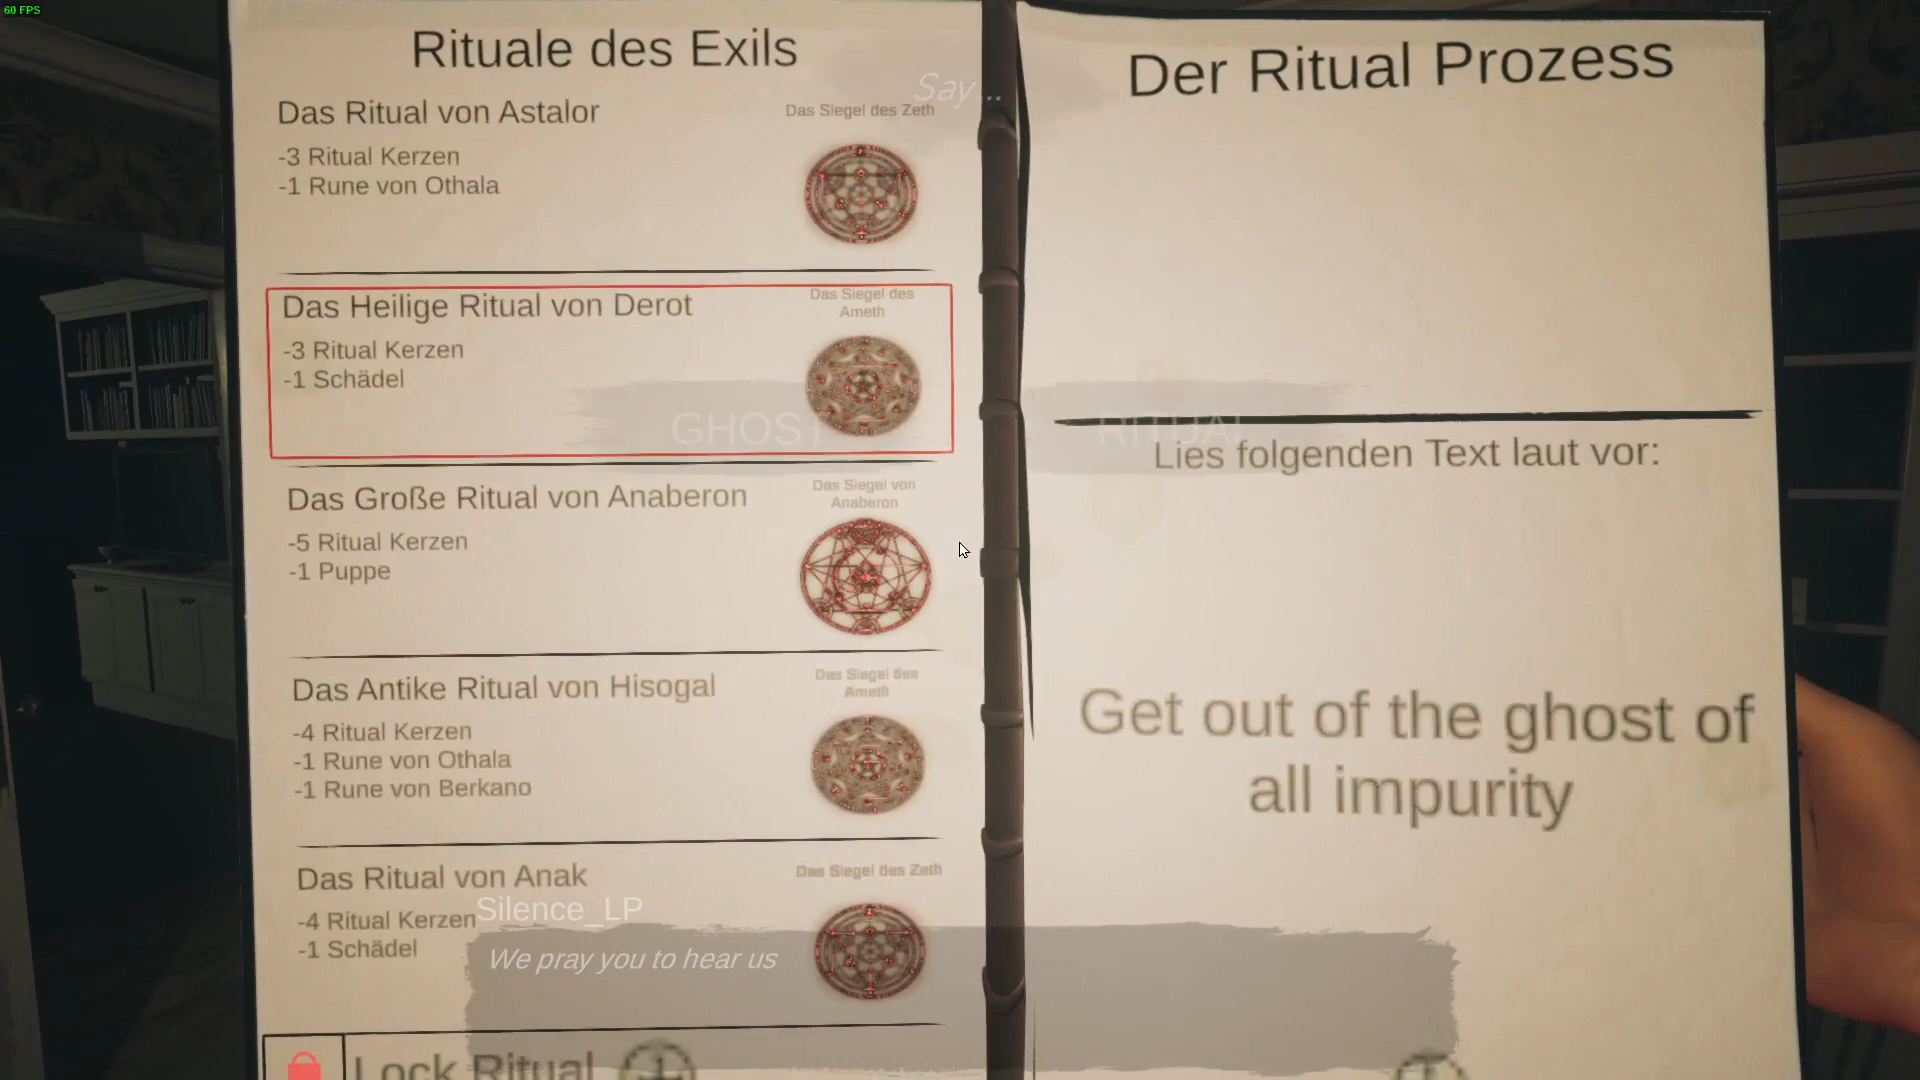 60 FPS
Rituale des Exils
Say ...
Das Ritual von Astalor
Das Siegel des Zeth
-3 Ritual Kerzen
-1 Rune von Othala
Das Heilige Ritual von Derot
Das Siegel des
Ameth
-3 Ritual Kerzen
-1 Schädel
GHOST
Das Große Ritual von Anaberon
Das Siegel von
Anaberon
-5 Ritual Kerzen
-1 Puppe
Das Antike Ritual von Hisogal
Das Siegel des
Ameth
-4 Ritual Kerzen
-1 Rune von Othala
-1 Rune von Berkano
Das Ritual von Anak
Das Siegel des Zeth
-4 Ritual Kerzen
-1 Schädel
Silence_LP
We pray you to hear us
Lock Ritual
Der Ritual Prozess
RITUAL
Lies folgenden Text laut vor:
Get out of the ghost of
all impurity